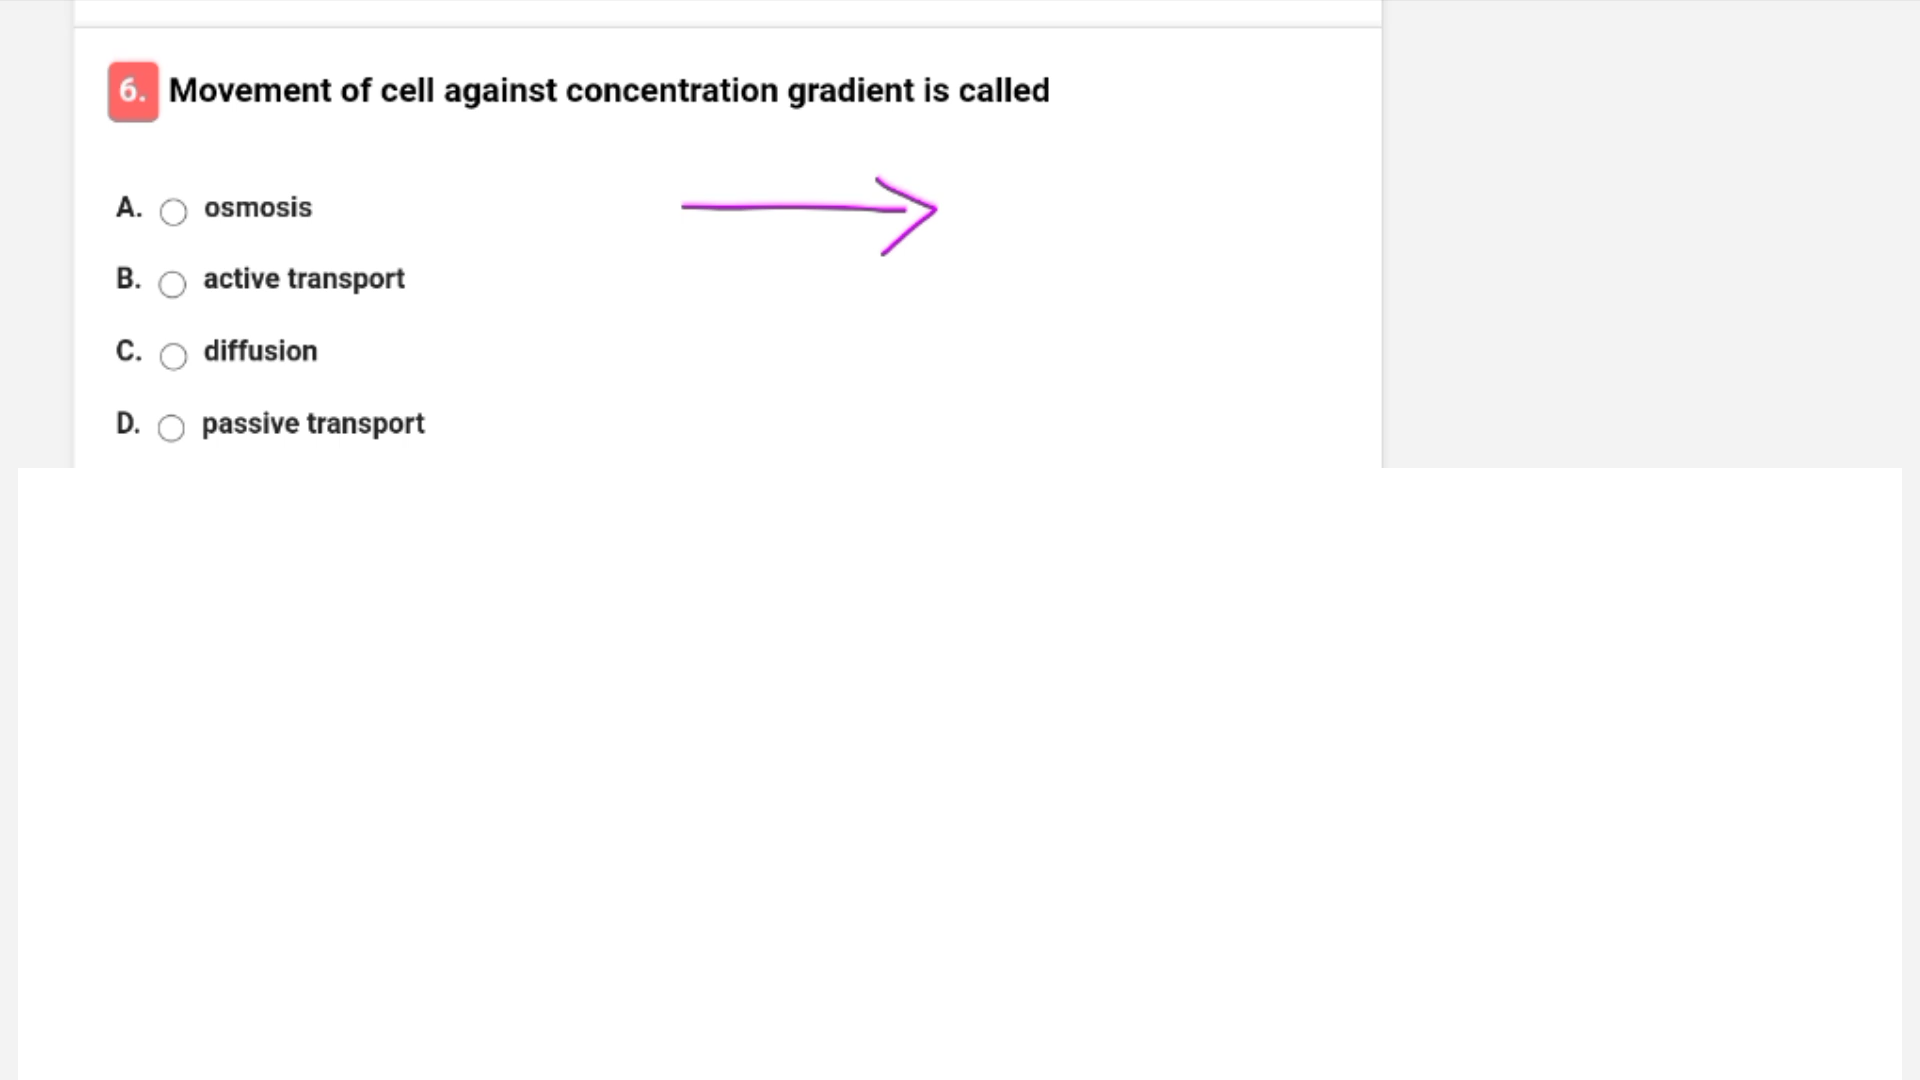 6. Movement of cell against concentration gradient is called
A. osmosis
B. active transport
C. diffusion
D. passive transport